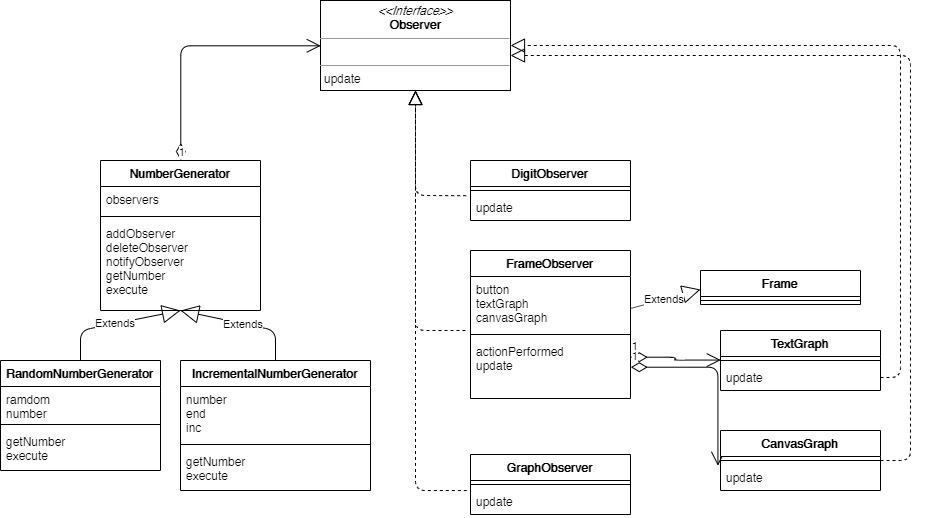 <<Interface>>
Observer
update
1
NumberGenerator
observers
addObserver
deleteObserver
notifyObserver
getNumber
execute
Extends
Extends
RandomNumberGenerator
ramdom
number
getNumber
execute
IncrementalNumberGenerator
number
end
inc
getNumber
execute
DigitObserver
update
FrameObserver
button
textGraph
canvasGraph
actionPerformed
update
Extends
Frame
1
1
TextGraph
update
CanvasGraph
update
GraphObserver
update